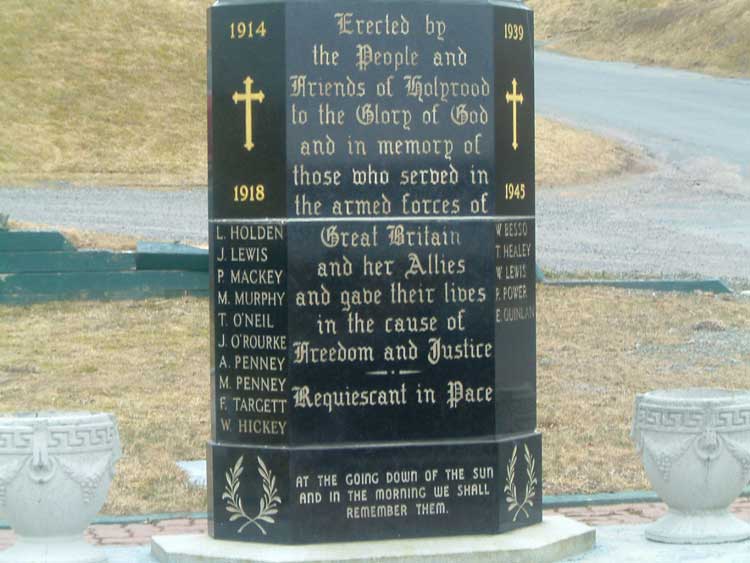 1914
1918
L. HOLDEN
J. LEWIS
P. MACKEY
M. MURPHY
T. O'NEIL
J. O'ROURKE
A. PENNEY
M. PENNEY
F. TARGETT
W. HICKEY
Erected by
the People and
Friends of Holyrood
to the Glory of God
and in memory of
those who served in
the armed forces of
Great Britain
and her Allies
and gave their lives
in the cause of
Freedom and Justice
Requiescant in Pace
1939
1945
W BESSO
T. HEALEY
W. LEWIS
P. POWER
E. QUINLAN
AT THE GOING DOWN OF THE SUN
AND IN THE MORNING WE SHALL
REMEMBER THEM.